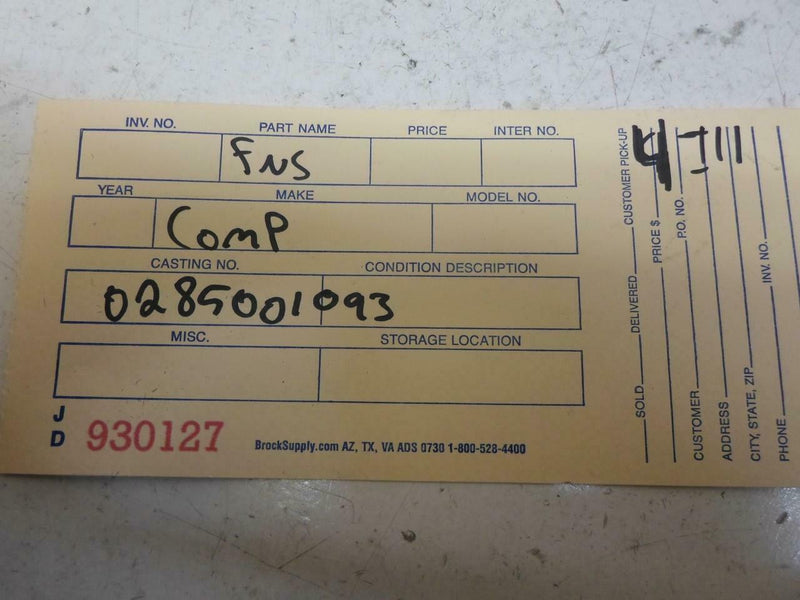 INV. NO. PART NAME PRICE INTER NO.
FNS
YEAR MAKE MODEL NO.
ComP
CASTING NO. CONDITION DESCRIPTION
0285001093
MISC. STORAGE LOCATION
J
D
930127
BrockSupply.com AZ, TX, VA ADS 0730 1-800-528-4400
SOLD DELIVERED CUSTOMER PICK-UP
PRICE $
P.O. NO.
CUSTOMER
ADDRESS
CITY, STATE, ZIP
INV. NO.
PHONE